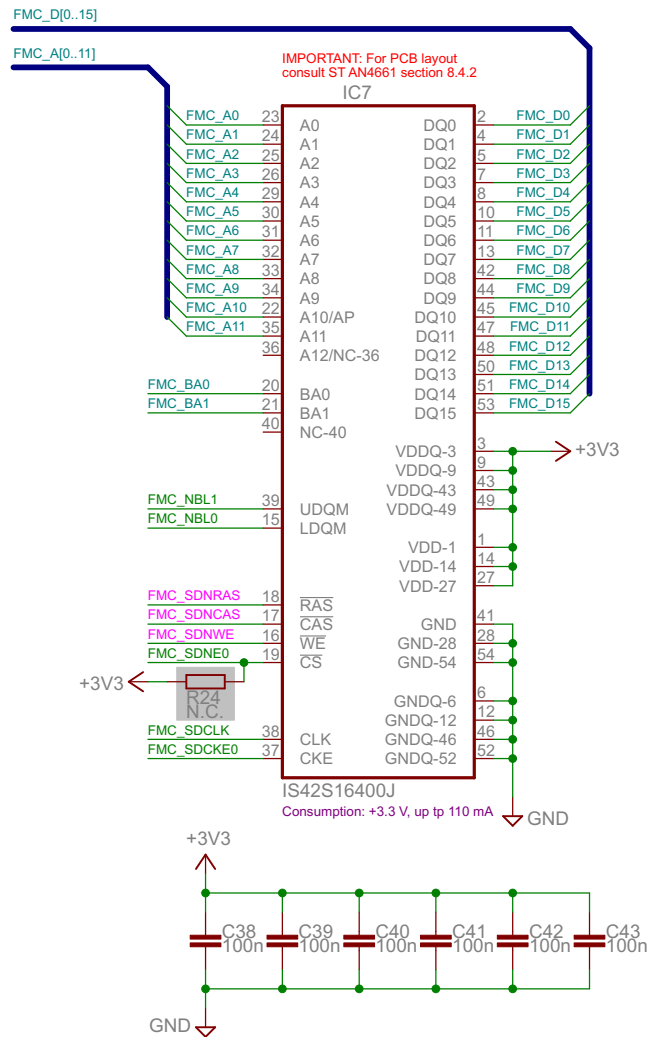 FMC_D[0..15]
FMC_A[0..11]
IMPORTANT: For PCB layout
consult ST AN4661 section 8.4.2
IC7
FMC_A0 23 A0 DQ0 2 FMC_D0
FMC_A1 24 A1 DQ1 4 FMC_D1
FMC_A2 25 A2 DQ2 5 FMC_D2
FMC_A3 26 A3 DQ3 7 FMC_D3
FMC_A4 29 A4 DQ4 8 FMC_D4
FMC_A5 30 A5 DQ5 10 FMC_D5
FMC_A6 31 A6 DQ6 11 FMC_D6
FMC_A7 32 A7 DQ7 13 FMC_D7
FMC_A8 33 A8 DQ8 42 FMC_D8
FMC_A9 34 A9 DQ9 44 FMC_D9
FMC_A10 22 A10/AP DQ10 45 FMC_D10
FMC_A11 35 A11 DQ11 47 FMC_D11
36 A12/NC-36 DQ12 48 FMC_D12
DQ13 50 FMC_D13
FMC_BA0 20 BA0 DQ14 51 FMC_D14
FMC_BA1 21 BA1 DQ15 53 FMC_D15
40 NC-40
VDDQ-3 3 +3V3
VDDQ-9 9
VDDQ-43 43
FMC_NBL1 39 UDQM VDDQ-49 49
FMC_NBL0 15 LDQM
VDD-1 1
VDD-14 14
VDD-27 27
FMC_SDNRAS 18 RAS
FMC_SDNCAS 17 CAS GND 41
FMC_SDNWE 16 WE GND-28 28
FMC_SDNE0 19 CS GND-54 54
+3V3
R24
N.C.
GNDQ-6 6
GNDQ-12 12
FMC_SDCLK 38 CLK GNDQ-46 46
FMC_SDCKE0 37 CKE GNDQ-52 52
IS42S16400J
Consumption: +3.3 V, up tp 110 mA
GND
+3V3
C38 C39 C40 C41 C42 C43
100n 100n 100n 100n 100n 100n
GND